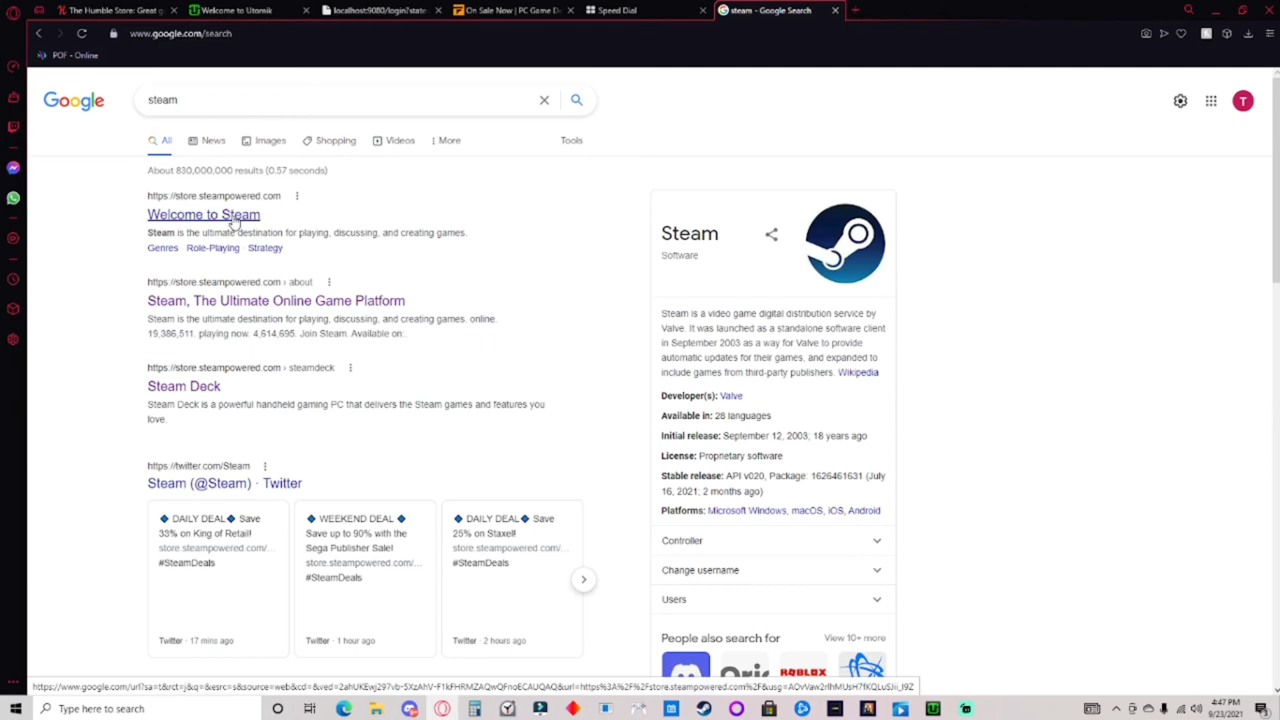 The Humble Store: Great games.
Welcome to Utomik
localhost:9080/login?state=
On Sale Now | PC Game De
Speed Dial
steam - Google Search
www.google.com/search
POF - Online
Google
steam
T
All
News
Images
Shopping
Videos
More
Tools
About 830,000,000 results (0.57 seconds)
https://store.steampowered.com
Welcome to Steam
Steam is the ultimate destination for playing, discussing, and creating games.
Genres · Role-Playing · Strategy
https://store.steampowered.com › about
Steam, The Ultimate Online Game Platform
Steam is the ultimate destination for playing, discussing, and creating games. online.
19,386,511. playing now. 4,614,695. Join Steam. Available on:.
https://store.steampowered.com › steamdeck
Steam Deck
Steam Deck is a powerful handheld gaming PC that delivers the Steam games and features you
love.
https://twitter.com/Steam
Steam (@Steam) · Twitter
DAILY DEAL Save
33% on King of Retail!
store.steampowered.com/...
#SteamDeals
Twitter · 17 mins ago
WEEKEND DEAL
Save up to 90% with the
Sega Publisher Sale!
store.steampowered.com/...
#SteamDeals
Twitter · 1 hour ago
DAILY DEAL Save
25% on Staxel!
store.steampowered.com/...
#SteamDeals
Twitter · 2 hours ago
Steam
Software
Steam is a video game digital distribution service by
Valve. It was launched as a standalone software client
in September 2003 as a way for Valve to provide
automatic updates for their games, and expanded to
include games from third-party publishers. Wikipedia
Developer(s): Valve
Available in: 28 languages
Initial release: September 12, 2003; 18 years ago
License: Proprietary software
Stable release: API v020, Package: 1626461631 (July
16, 2021; 2 months ago)
Platforms: Microsoft Windows, macOS, iOS, Android
Controller
Change username
Users
People also search for
View 10+ more
Oris
ROBLOX
Type here to search
4:47 PM
9/23/2021